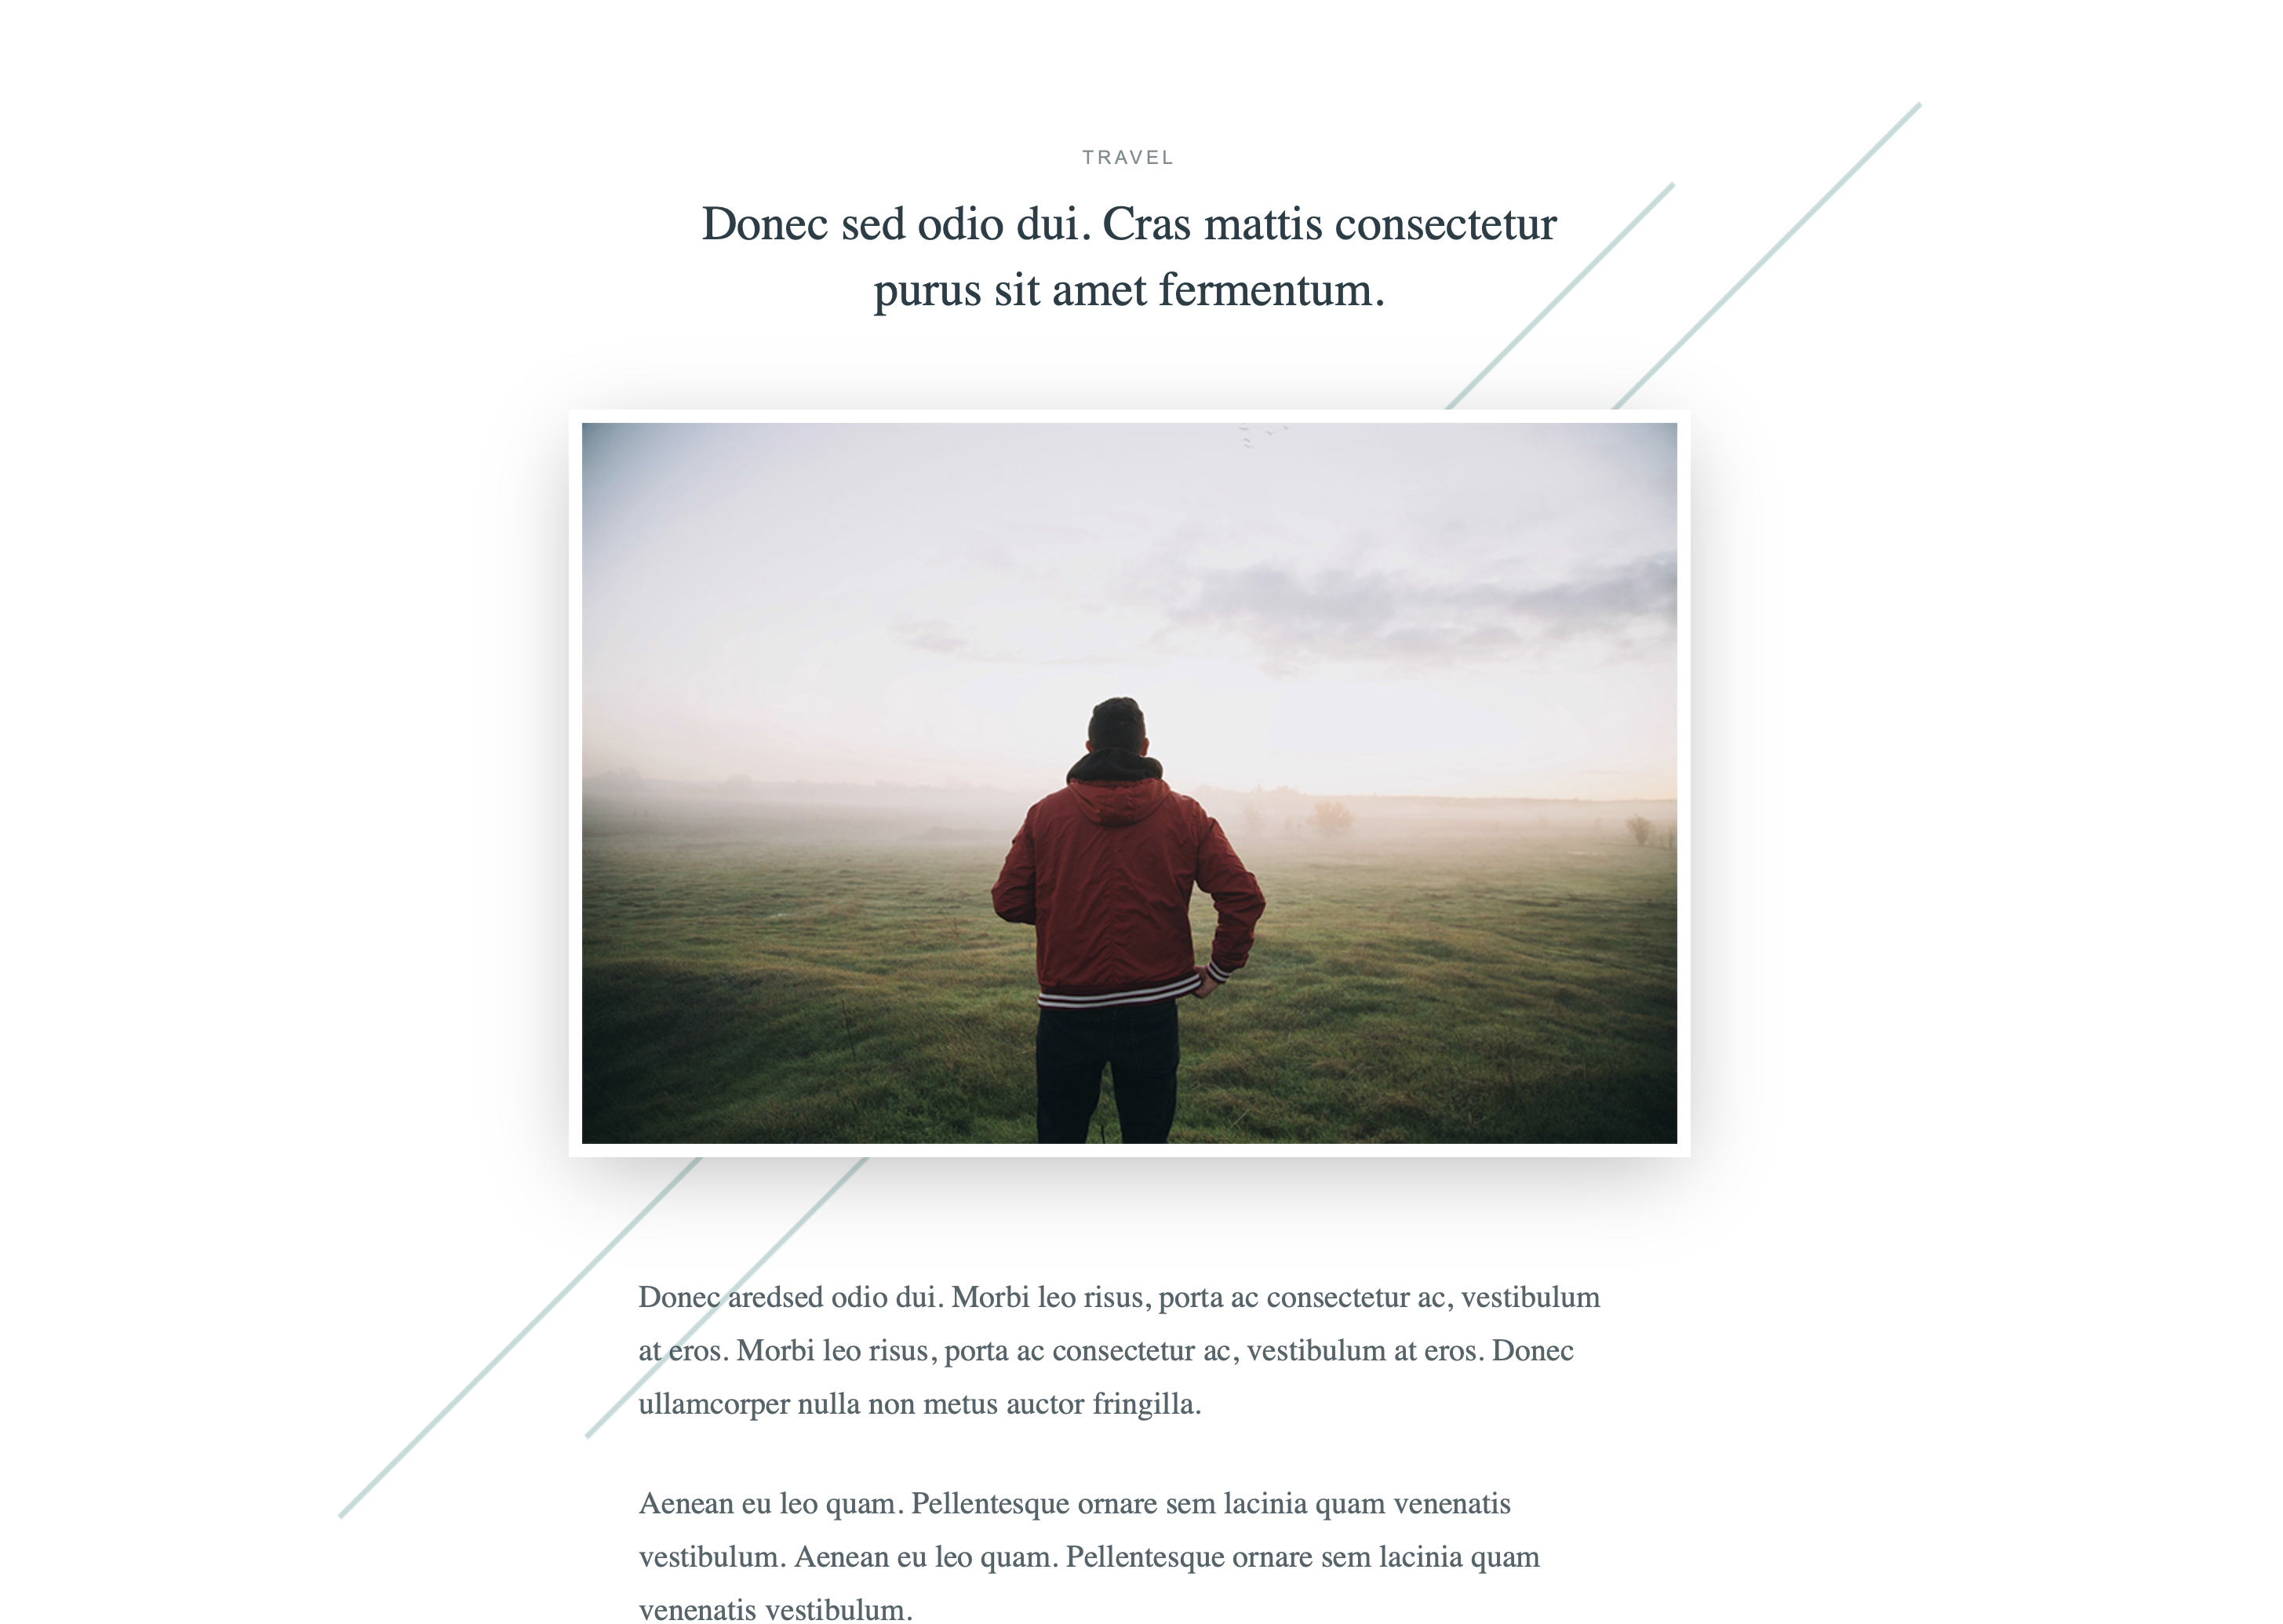 TRAVEL
Donec sed odio dui. Cras mattis consectetur
purus sit amet fermentum.
Donec aredsed odio dui. Morbi leo risus, porta ac consectetur ac, vestibulum
at eros. Morbi leo risus, porta ac consectetur ac, vestibulum at eros. Donec
ullamcorper nulla non metus auctor fringilla.
Aenean eu leo quam. Pellentesque ornare sem lacinia quam venenatis
vestibulum. Aenean eu leo quam. Pellentesque ornare sem lacinia quam
venenatis vestibulum.